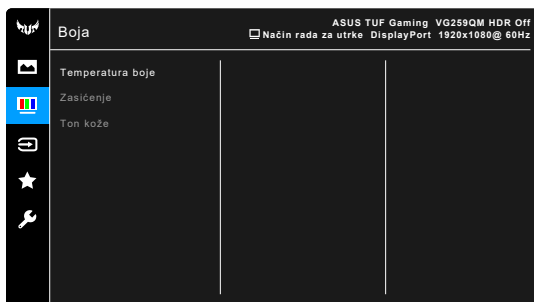 Boja
ASUS TUF Gaming VG259QM HDR Off
Način rada za utrke DisplayPort 1920x1080@ 60Hz
Temperatura boje
Zasićenje
Ton kože